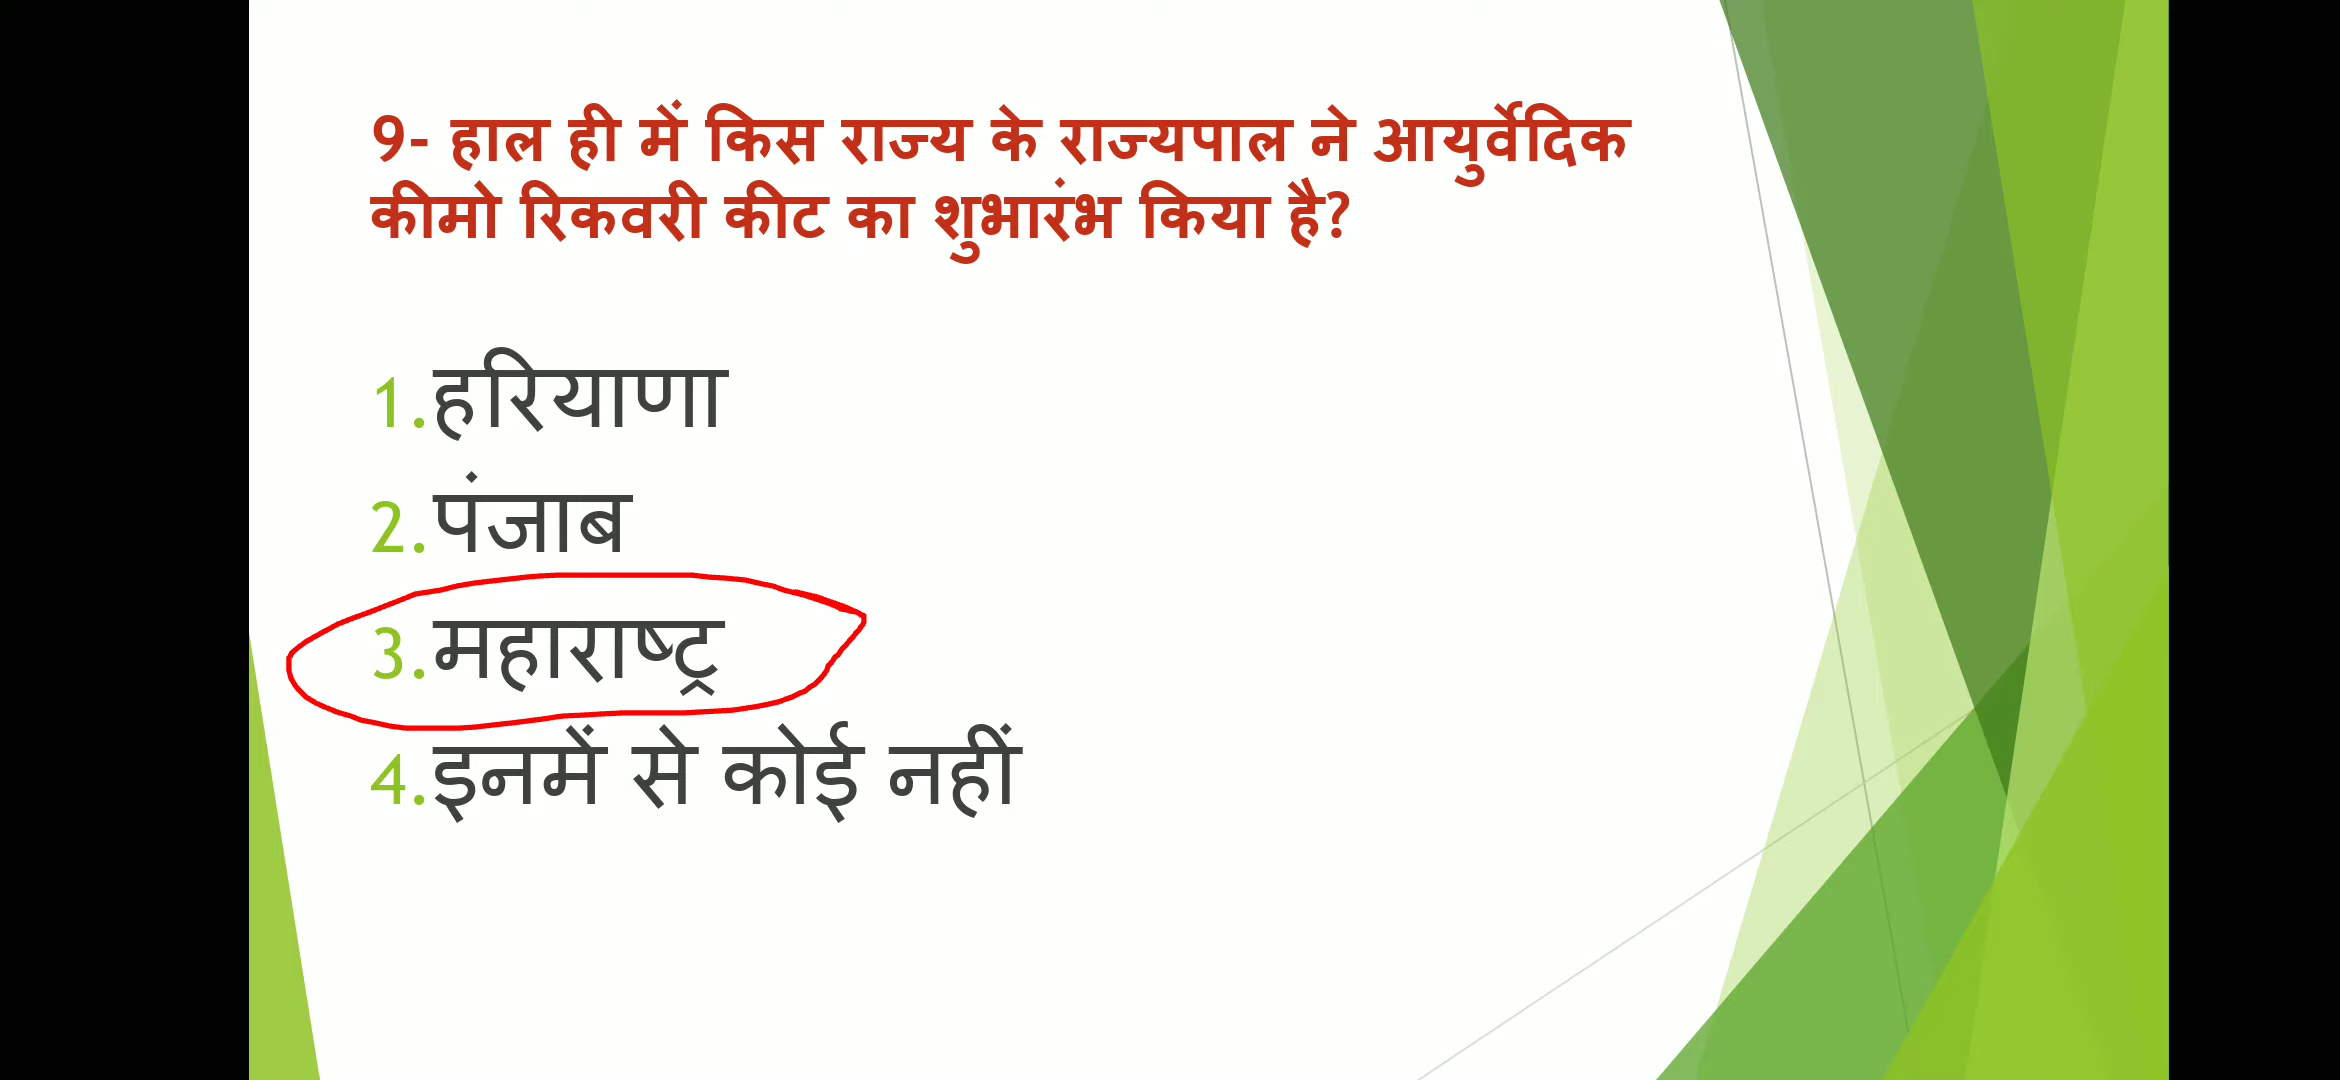 9- हाल ही में किस राज्य के राज्यपाल ने आयुर्वेदिक
कीमो रिकवरी कीट का शुभारंभ किया है?
1.हरियाणा
2.पंजाब
3.महाराष्ट्र
4.इनमें से कोई नहीं